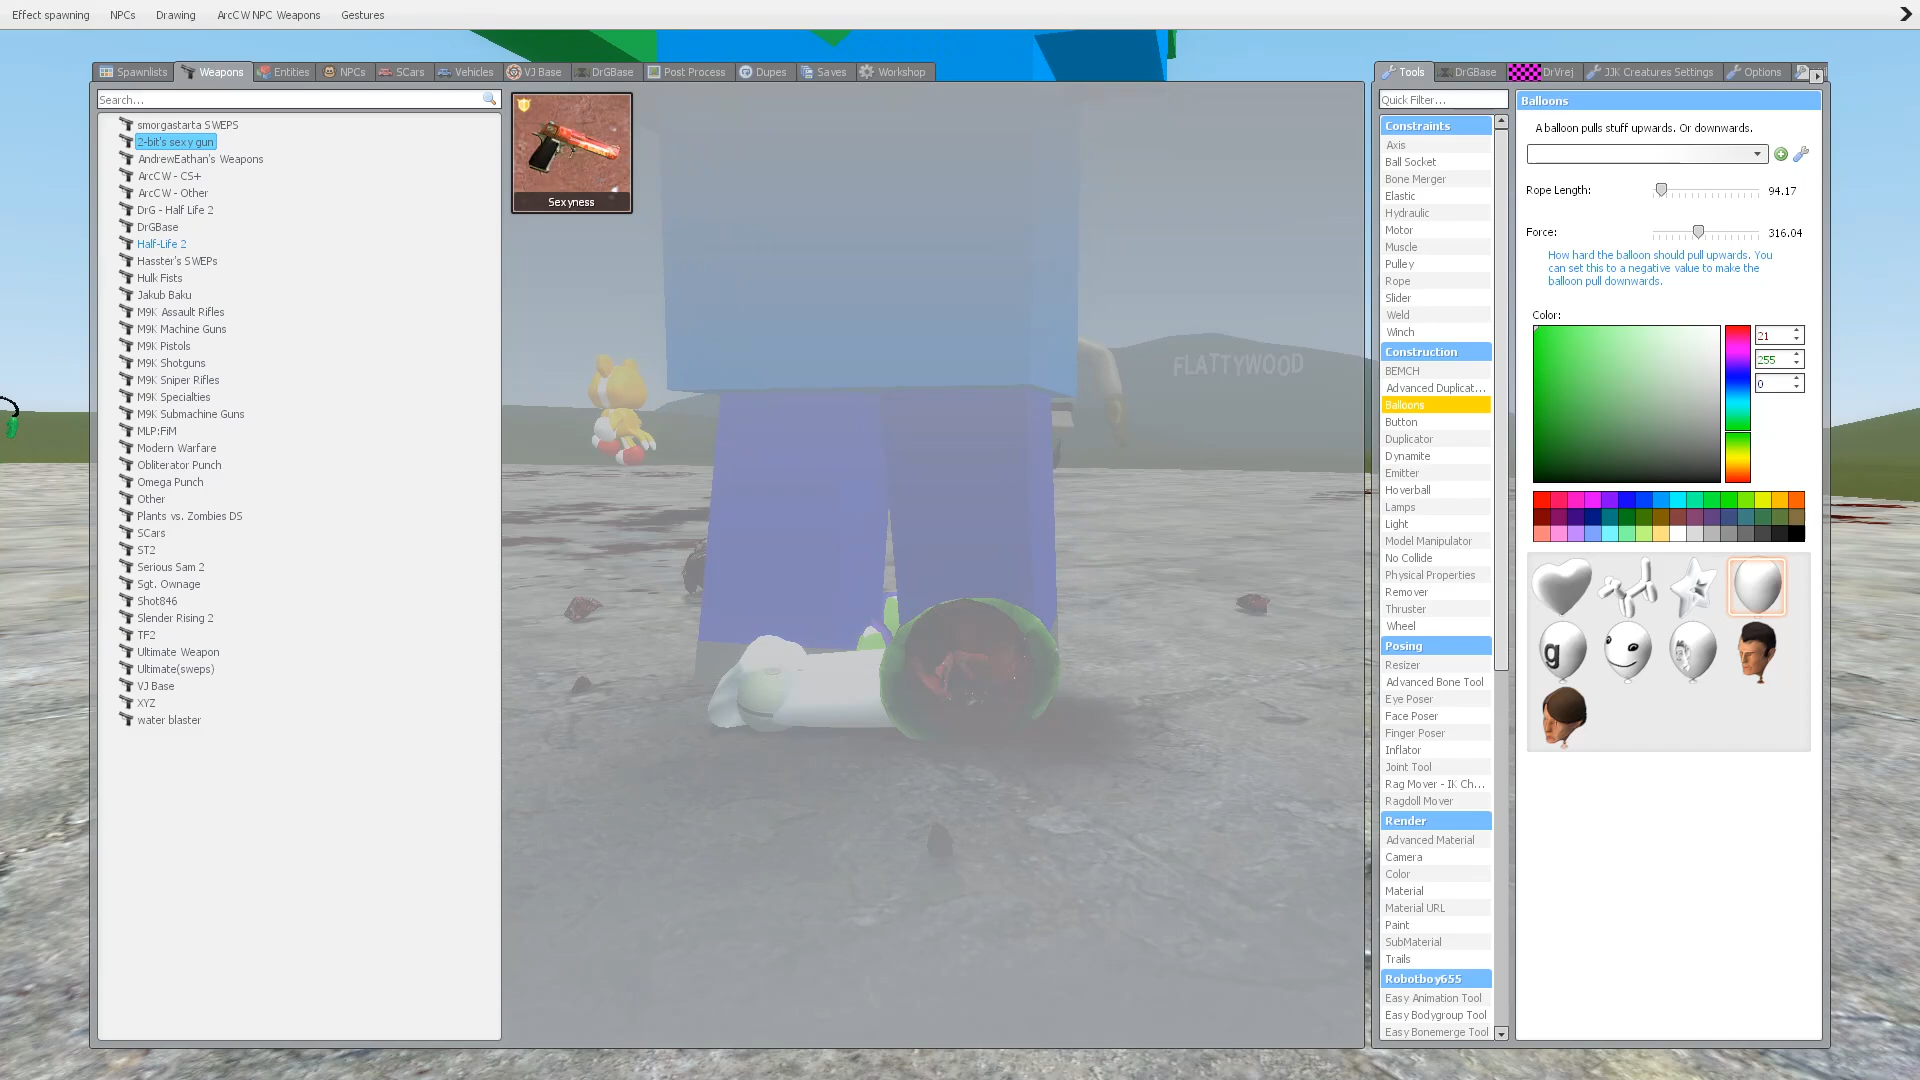 Effect spawning NPCs Drawing ArcCW NPC Weapons Gestures
Spawnlists Weapons Entities NPCs SCars Vehicles VJ Base DrGBase Post Process Dupes Saves Workshop
Search...
smorgastarta SWEPS
2-bit's sexy gun
AndrewEathan's Weapons
ArcCW - CS+
ArcCW - Other
DrG - Half Life 2
DrGBase
Half-Life 2
Hasster's SWEPs
Hulk Fists
Jakub Baku
M9K Assault Rifles
M9K Machine Guns
M9K Pistols
M9K Shotguns
M9K Sniper Rifles
M9K Specialties
M9K Submachine Guns
MLP:FiM
Modern Warfare
Obliterator Punch
Omega Punch
Other
Plants vs. Zombies DS
SCars
ST2
Serious Sam 2
Sgt. Ownage
Shot846
Slender Rising 2
TF2
Ultimate Weapon
Ultimate(sweps)
VJ Base
XYZ
water blaster
Sexyness
FLATTYWOOD
Tools DrGBase DrVrej JJK Creatures Settings Options
Quick Filter...
Constraints
Axis
Ball Socket
Bone Merger
Elastic
Hydraulic
Motor
Muscle
Pulley
Rope
Slider
Weld
Winch
Construction
BEMCH
Advanced Duplicat...
Balloons
Button
Duplicator
Dynamite
Emitter
Hoverball
Lamps
Light
Model Manipulator
No Collide
Physical Properties
Remover
Thruster
Wheel
Posing
Resizer
Advanced Bone Tool
Eye Poser
Face Poser
Finger Poser
Inflator
Joint Tool
Rag Mover - IK Ch...
Ragdoll Mover
Render
Advanced Material
Camera
Color
Material
Material URL
Paint
SubMaterial
Trails
Robotboy655
Easy Animation Tool
Easy Bodygroup Tool
Easy Bonemerge Tool
Balloons
A balloon pulls stuff upwards. Or downwards.
Rope Length: 94.17
Force: 316.04
How hard the balloon should pull upwards. You
can set this to a negative value to make the
balloon pull downwards.
Color:
21
255
0
g